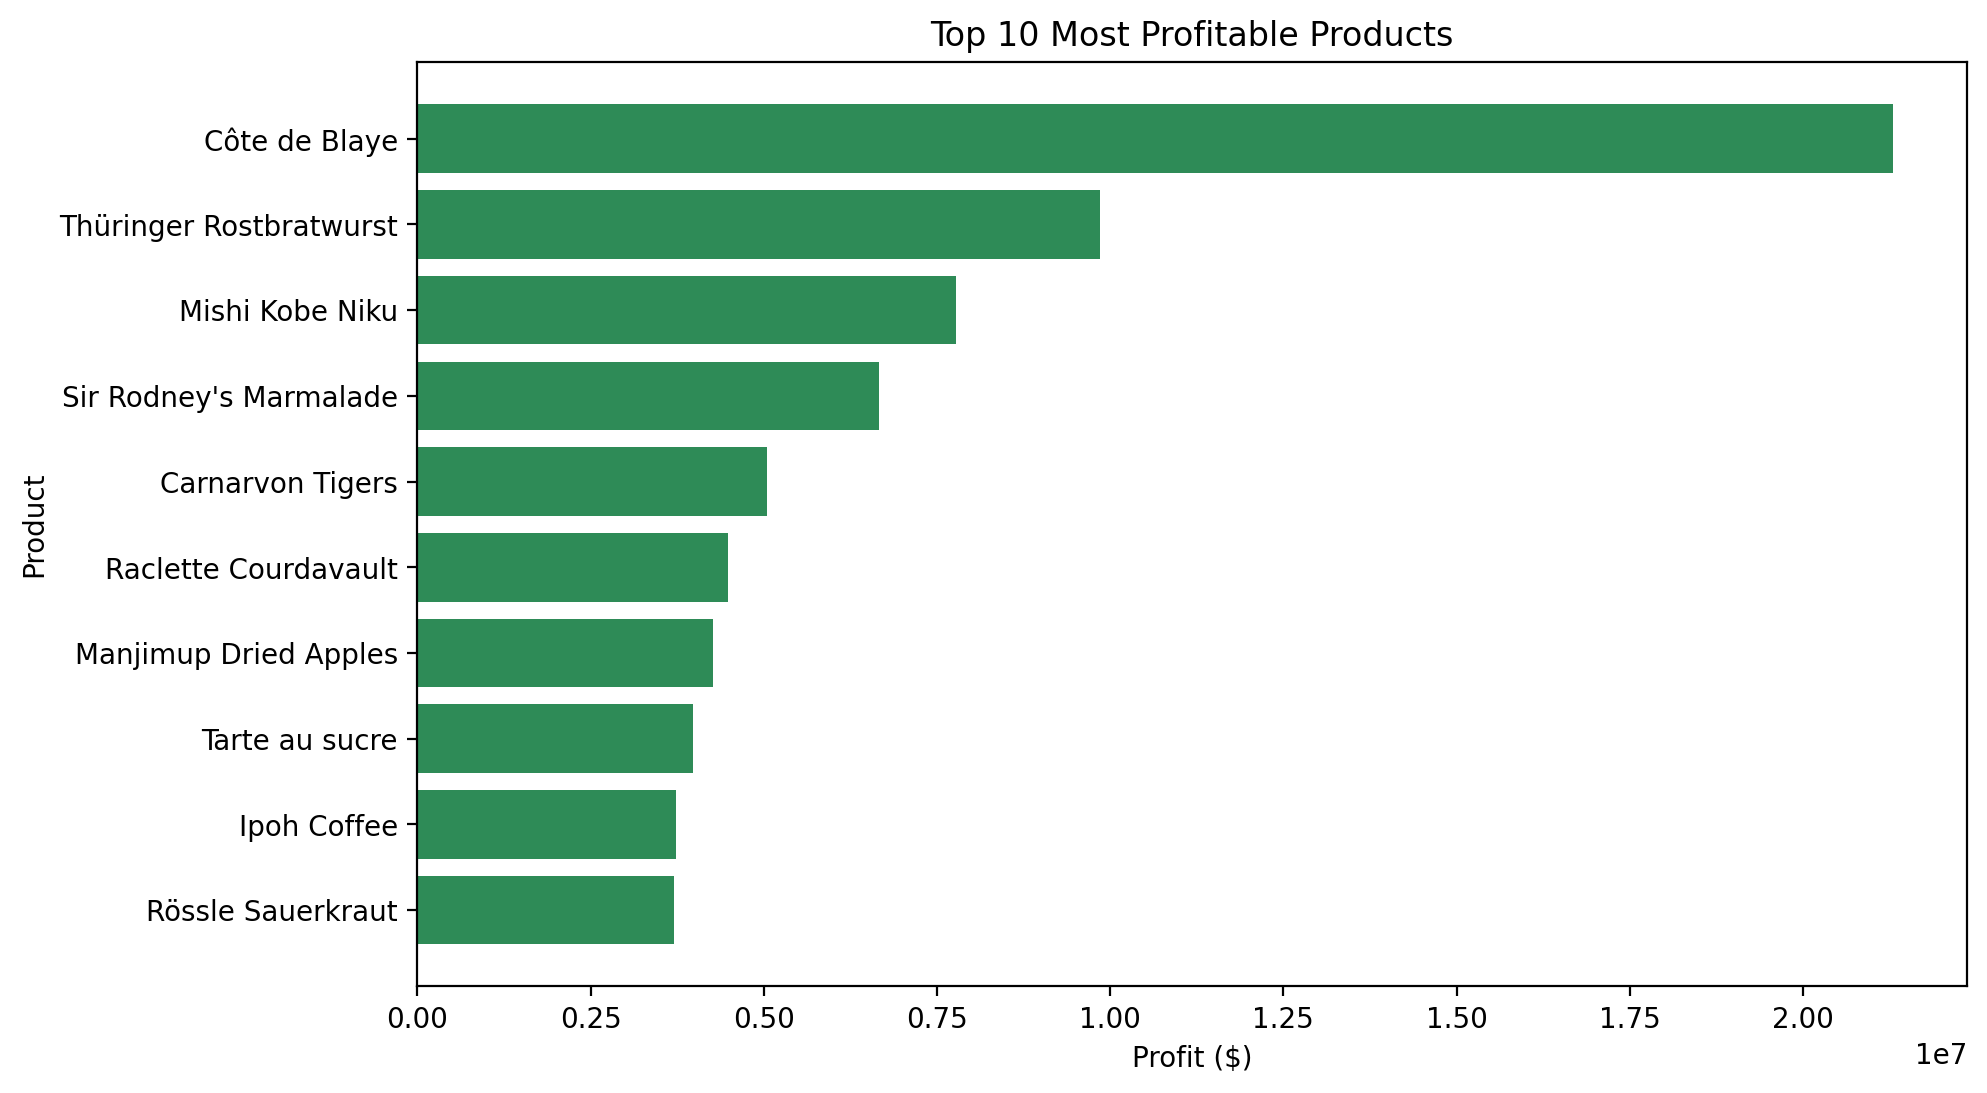 Top 10 Most Profitable Products
Product
Côte de Blaye
Thüringer Rostbratwurst
Mishi Kobe Niku
Sir Rodney's Marmalade
Carnarvon Tigers
Raclette Courdavault
Manjimup Dried Apples
Tarte au sucre
Ipoh Coffee
Rössle Sauerkraut
0.00 0.25 0.50 0.75 1.00 1.25 1.50 1.75 2.00
Profit ($)
1e7